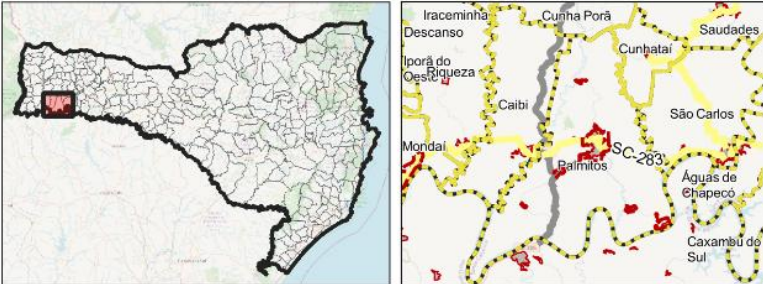 Iraceminha
Cunha Porã
Saudades
Descanso
Cunhataí
Iporã do
Oeste
Riqueza
Caibi
São Carlos
Mondaí
SC-283
Palmitos
Águas de
Chapecó
Caxambu do
Sul